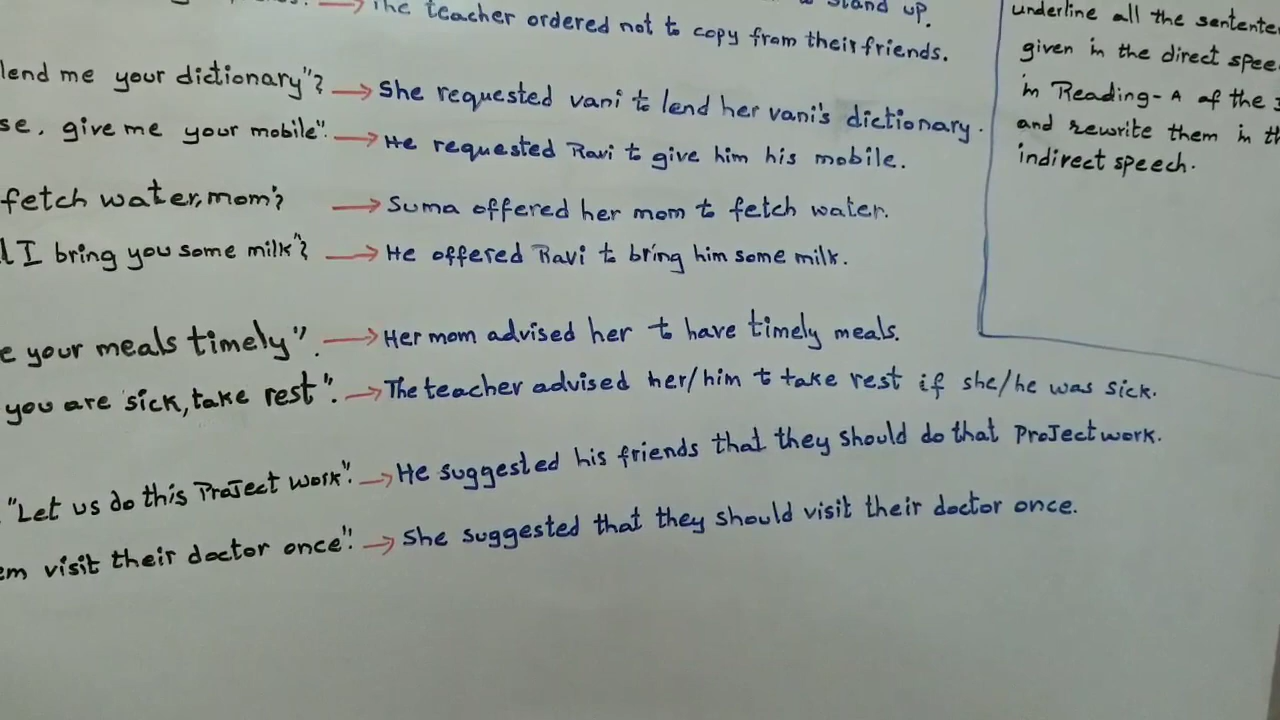 to stand up.
→ The teacher ordered not to copy from their friends.
lend me your dictionary"? → She requested vani to lend her vani's dictionary.
se, give me your mobile". → He requested Ravi to give him his mobile.
fetch water, mom'? → Suma offered her mom to fetch water.
I bring you some milk"? → He offered Ravi to bring him some milk.
e your meals timely". → Her mom advised her to have timely meals.
you are sick, take rest". → The teacher advised her/him to take rest if she/he was sick.
"Let us do this Project work". → He suggested his friends that they should do that Project work.
em visit their doctor once". → She suggested that they should visit their doctor once.
underline all the sentences
given in the direct spee
in Reading-A of the
and rewrite them in th
indirect speech.